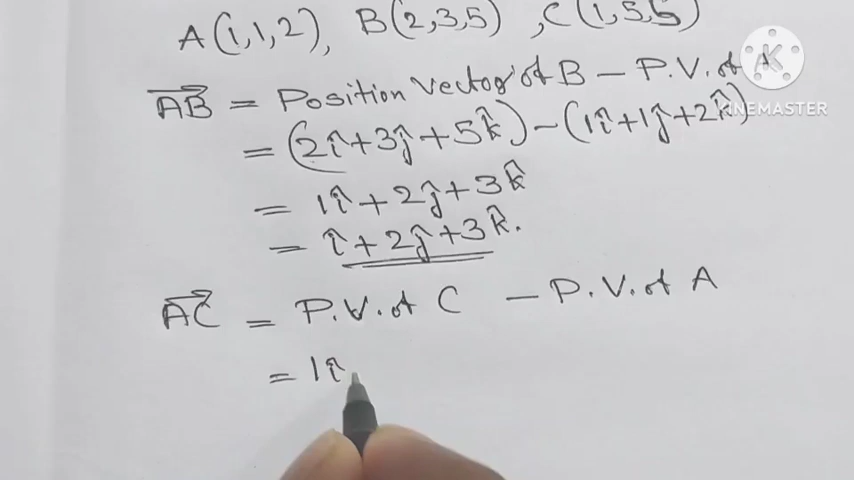 A(1,1,2), B(2,3,5), C(1,5,5)
K
KINEMASTER
AB→ = Position Vector of B − P.V. of A
= (2î+3ĵ+5k̂) − (1î+1ĵ+2k̂)
= 1î + 2ĵ + 3k̂
= î + 2ĵ + 3k̂.
AC→ = P.V. of C − P.V. of A
= 1î